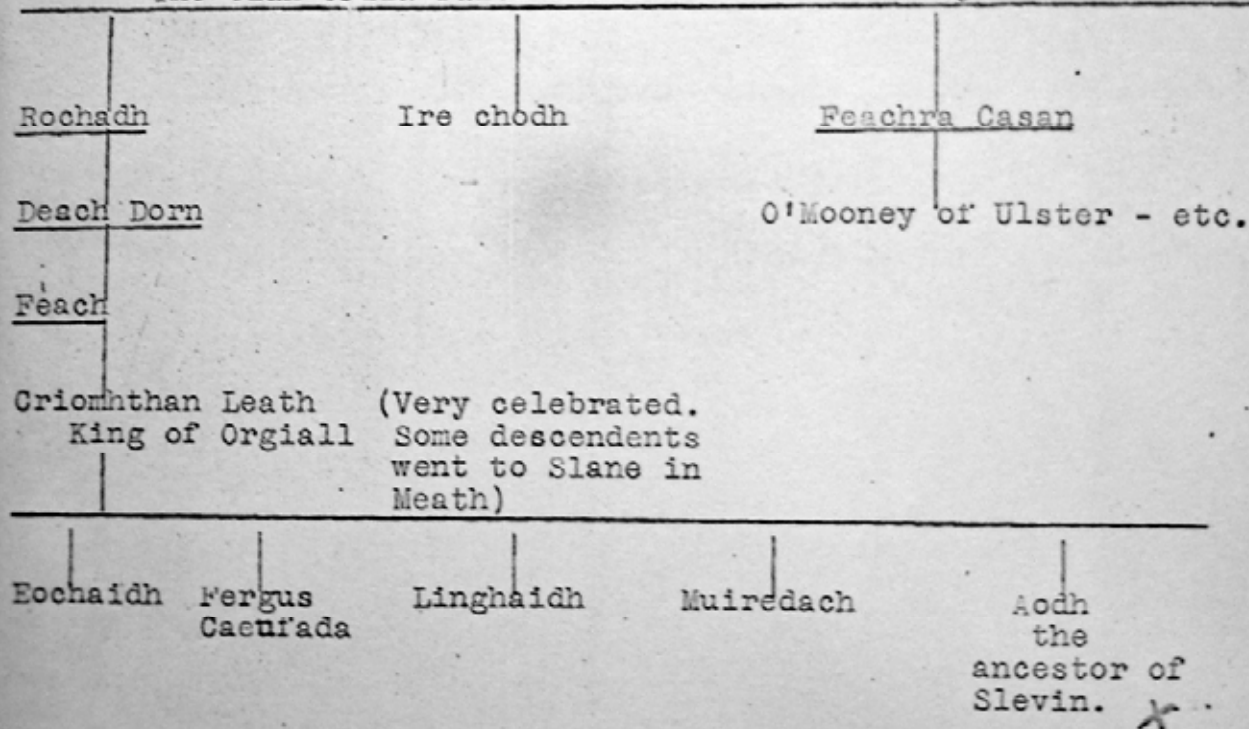 Rochadh Ire chodh Feachra Casan
Deach Dorn O'Mooney of Ulster - etc.
Feach
Criomhthan Leath (Very celebrated.
King of Orgiall Some descendents
went to Slane in
Meath)
Eochaidh Fergus Linghaidh Muiredach Aodh
Caenfada the
ancestor of
Slevin. x